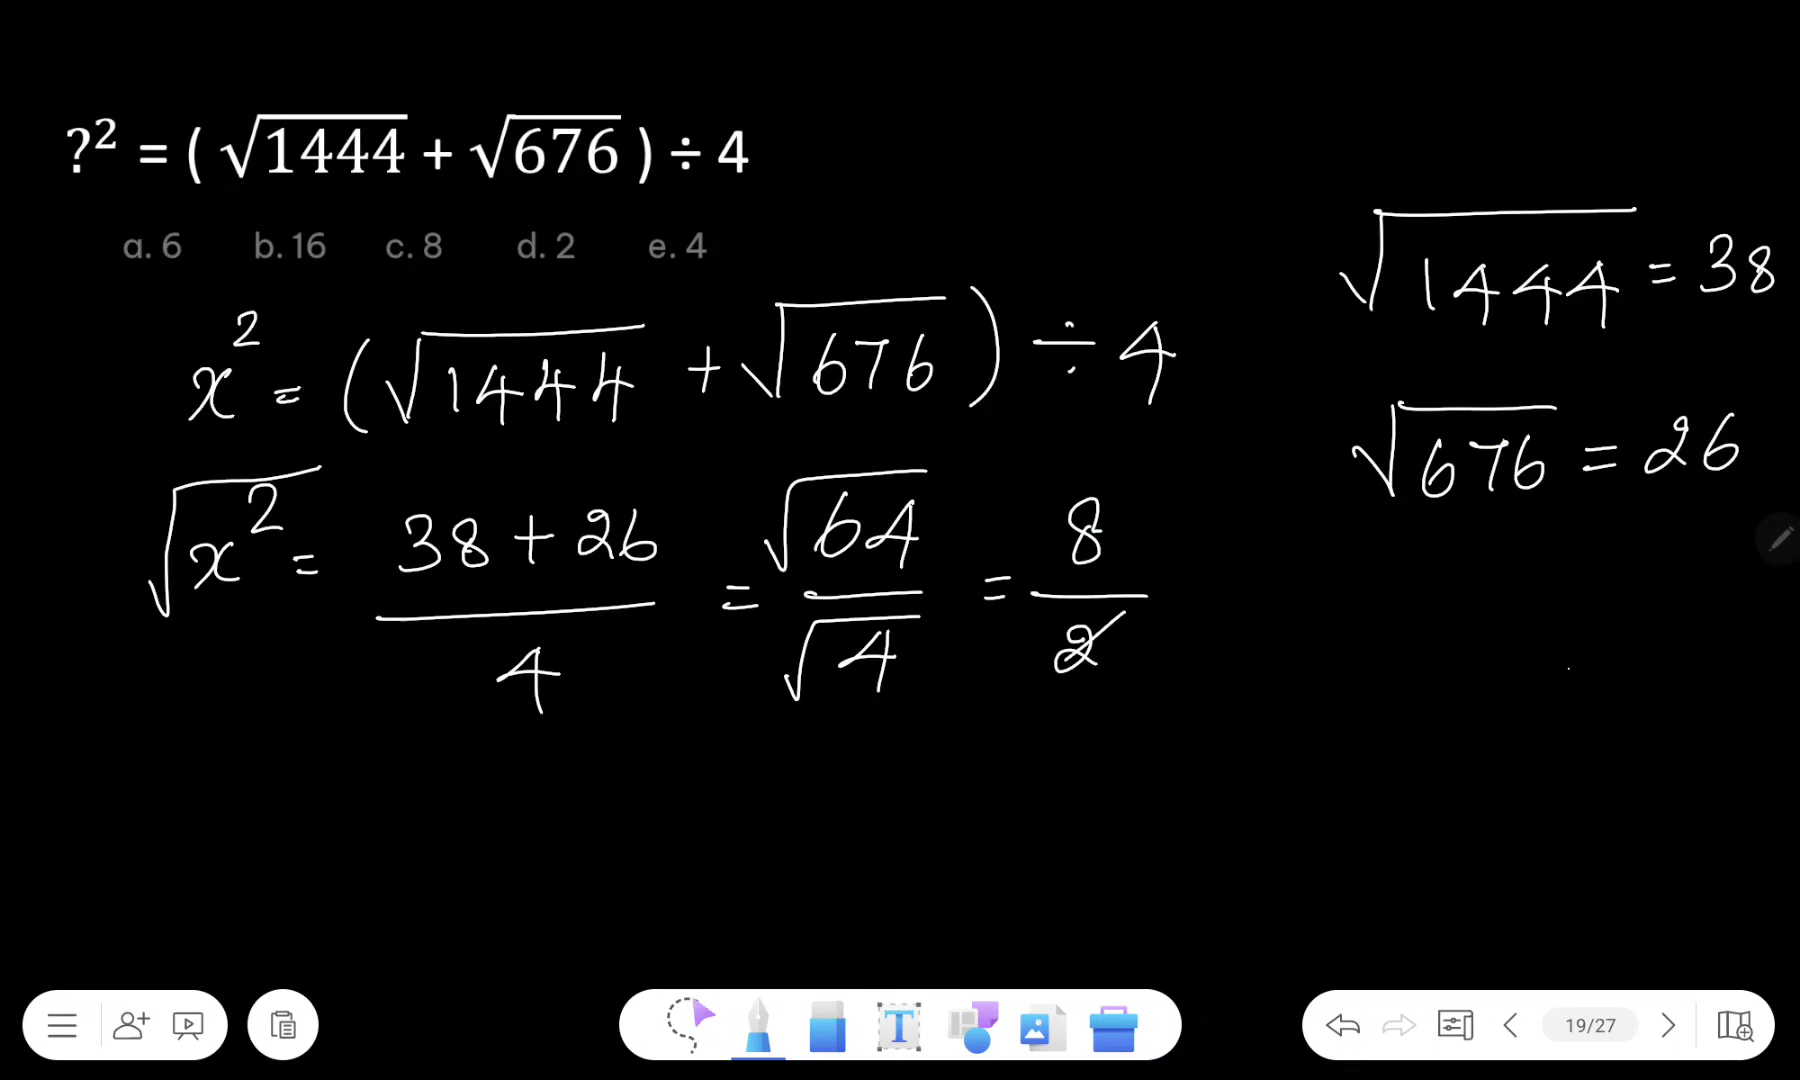 ?² = ( √1444 + √676 ) ÷ 4
a. 6 b. 16 c. 8 d. 2 e. 4
√1444 = 38
x² = (√1444 + √676) ÷ 4
√676 = 26
√x² = 38 + 26 / 4 = √64 / √4 = 8 / 2
T
19/27